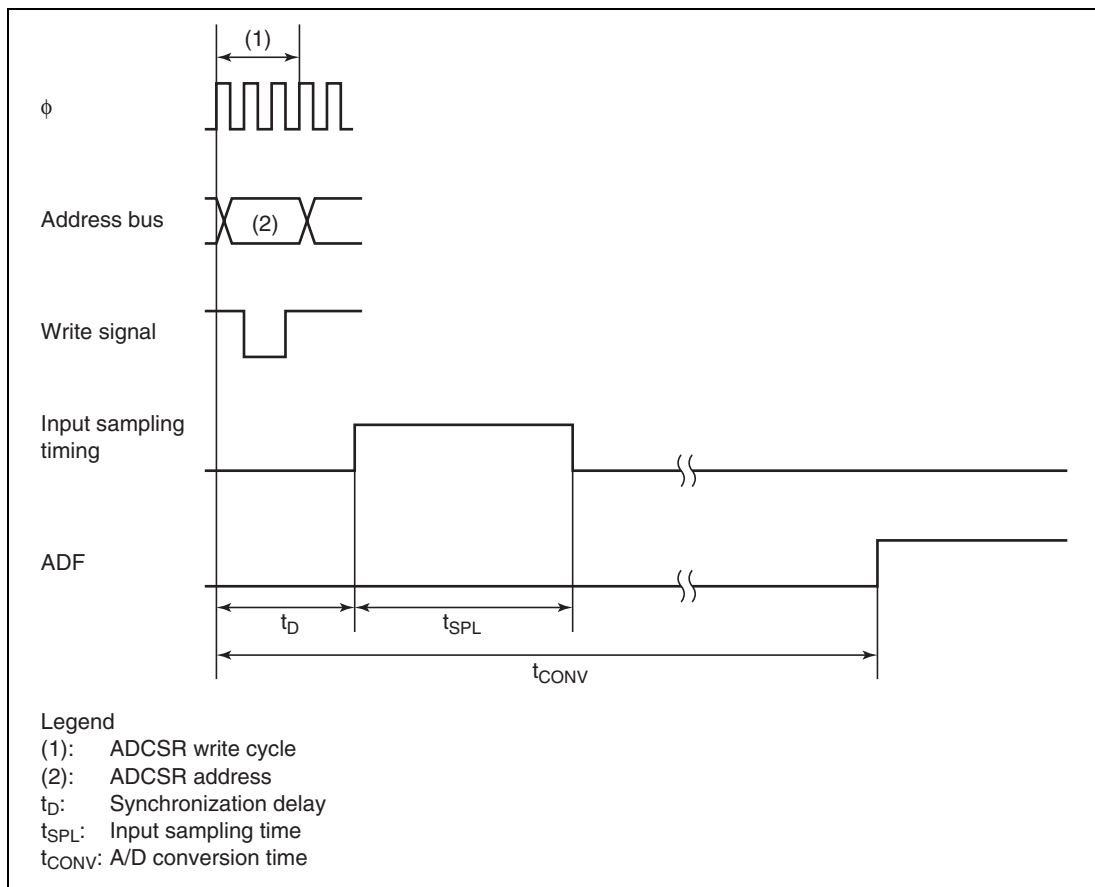 (1)
ϕ
Address bus
(2)
Write signal
Input sampling
timing
ADF
tD
tSPL
tCONV
Legend
(1): ADCSR write cycle
(2): ADCSR address
tD: Synchronization delay
tSPL: Input sampling time
tCONV: A/D conversion time